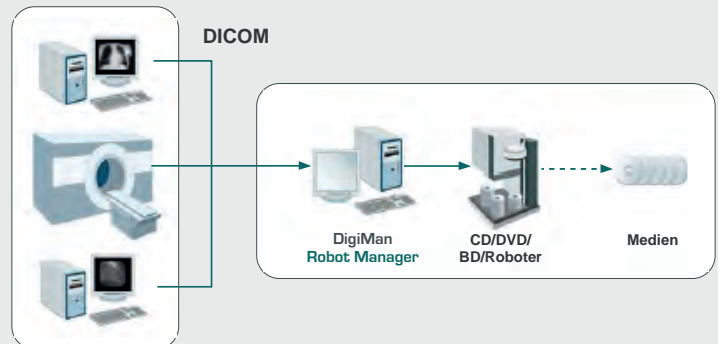 DICOM
DigiMan
Robot Manager
CD/DVD/
BD/Roboter
Medien